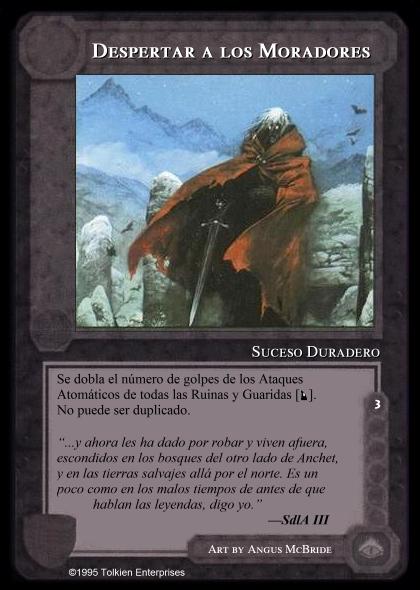 DESPERTAR A LOS MORADORES
SUCESO DURADERO
Se dobla el número de golpes de los Ataques
Atomáticos de todas las Ruinas y Guaridas [ ].
No puede ser duplicado.
3
“...y ahora les ha dado por robar y viven afuera,
escondidos en los bosques del otro lado de Anchet,
y en las tierras salvajes allá por el norte. Es un
poco como en los malos tiempos de antes de que
hablan las leyendas, digo yo.”
—SdlA III
ART BY ANGUS MCBRIDE
©1995 Tolkien Enterprises